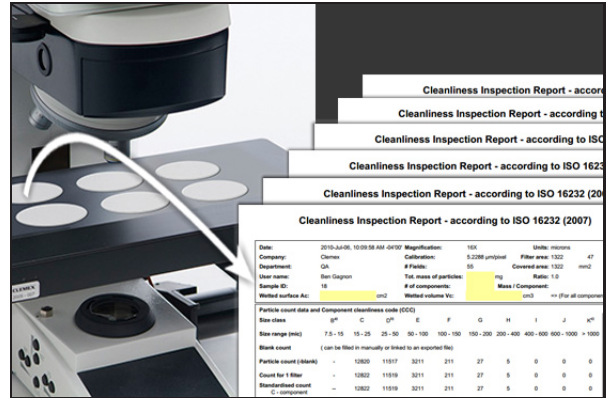 Cleanliness Inspection Report - accord
Cleanliness Inspection Report - according t
Cleanliness Inspection Report - according to ISO
Cleanliness Inspection Report - according to ISO 1623
Cleanliness Inspection Report - according to ISO 16232 (200
Cleanliness Inspection Report - according to ISO 16232 (2007)
Date: 2010-Jul-06, 10:09:58 AM -04'00' Magnification: 16X Units: microns
Company: Clemex Calibration: 5.2288 µm/pixel Filter area: 1322 47
Department: QA # Fields: 55 Covered area: 1322 mm2
User name: Ben Gagnon Tot. mass of particles: mg Ratio: 1.0
Sample ID: 18 # of components: Mass / Component:
Wetted surface Ac: cm2 Wetted volume Vc: cm3 == (For all component
Particle count data and Component cleanliness code (CCC)
Size class B C D E F G H I J K
Size range (mic) 7.5 - 15 15 - 25 25 - 50 50 - 100 100 - 150 150 - 200 200 - 400 400 - 600 600 - 1000 > 1000
Blank count ( can be filled in manually or linked to an exported file)
Particle count (-blank) - 12820 11517 3211 211 27 5 0 0 0
Count for 1 filter - 12822 11519 3211 211 27 5 0 0 0
Standardised count - 12822 11519 3211 211 27 5 0 0 0
C - component
CLEMEX